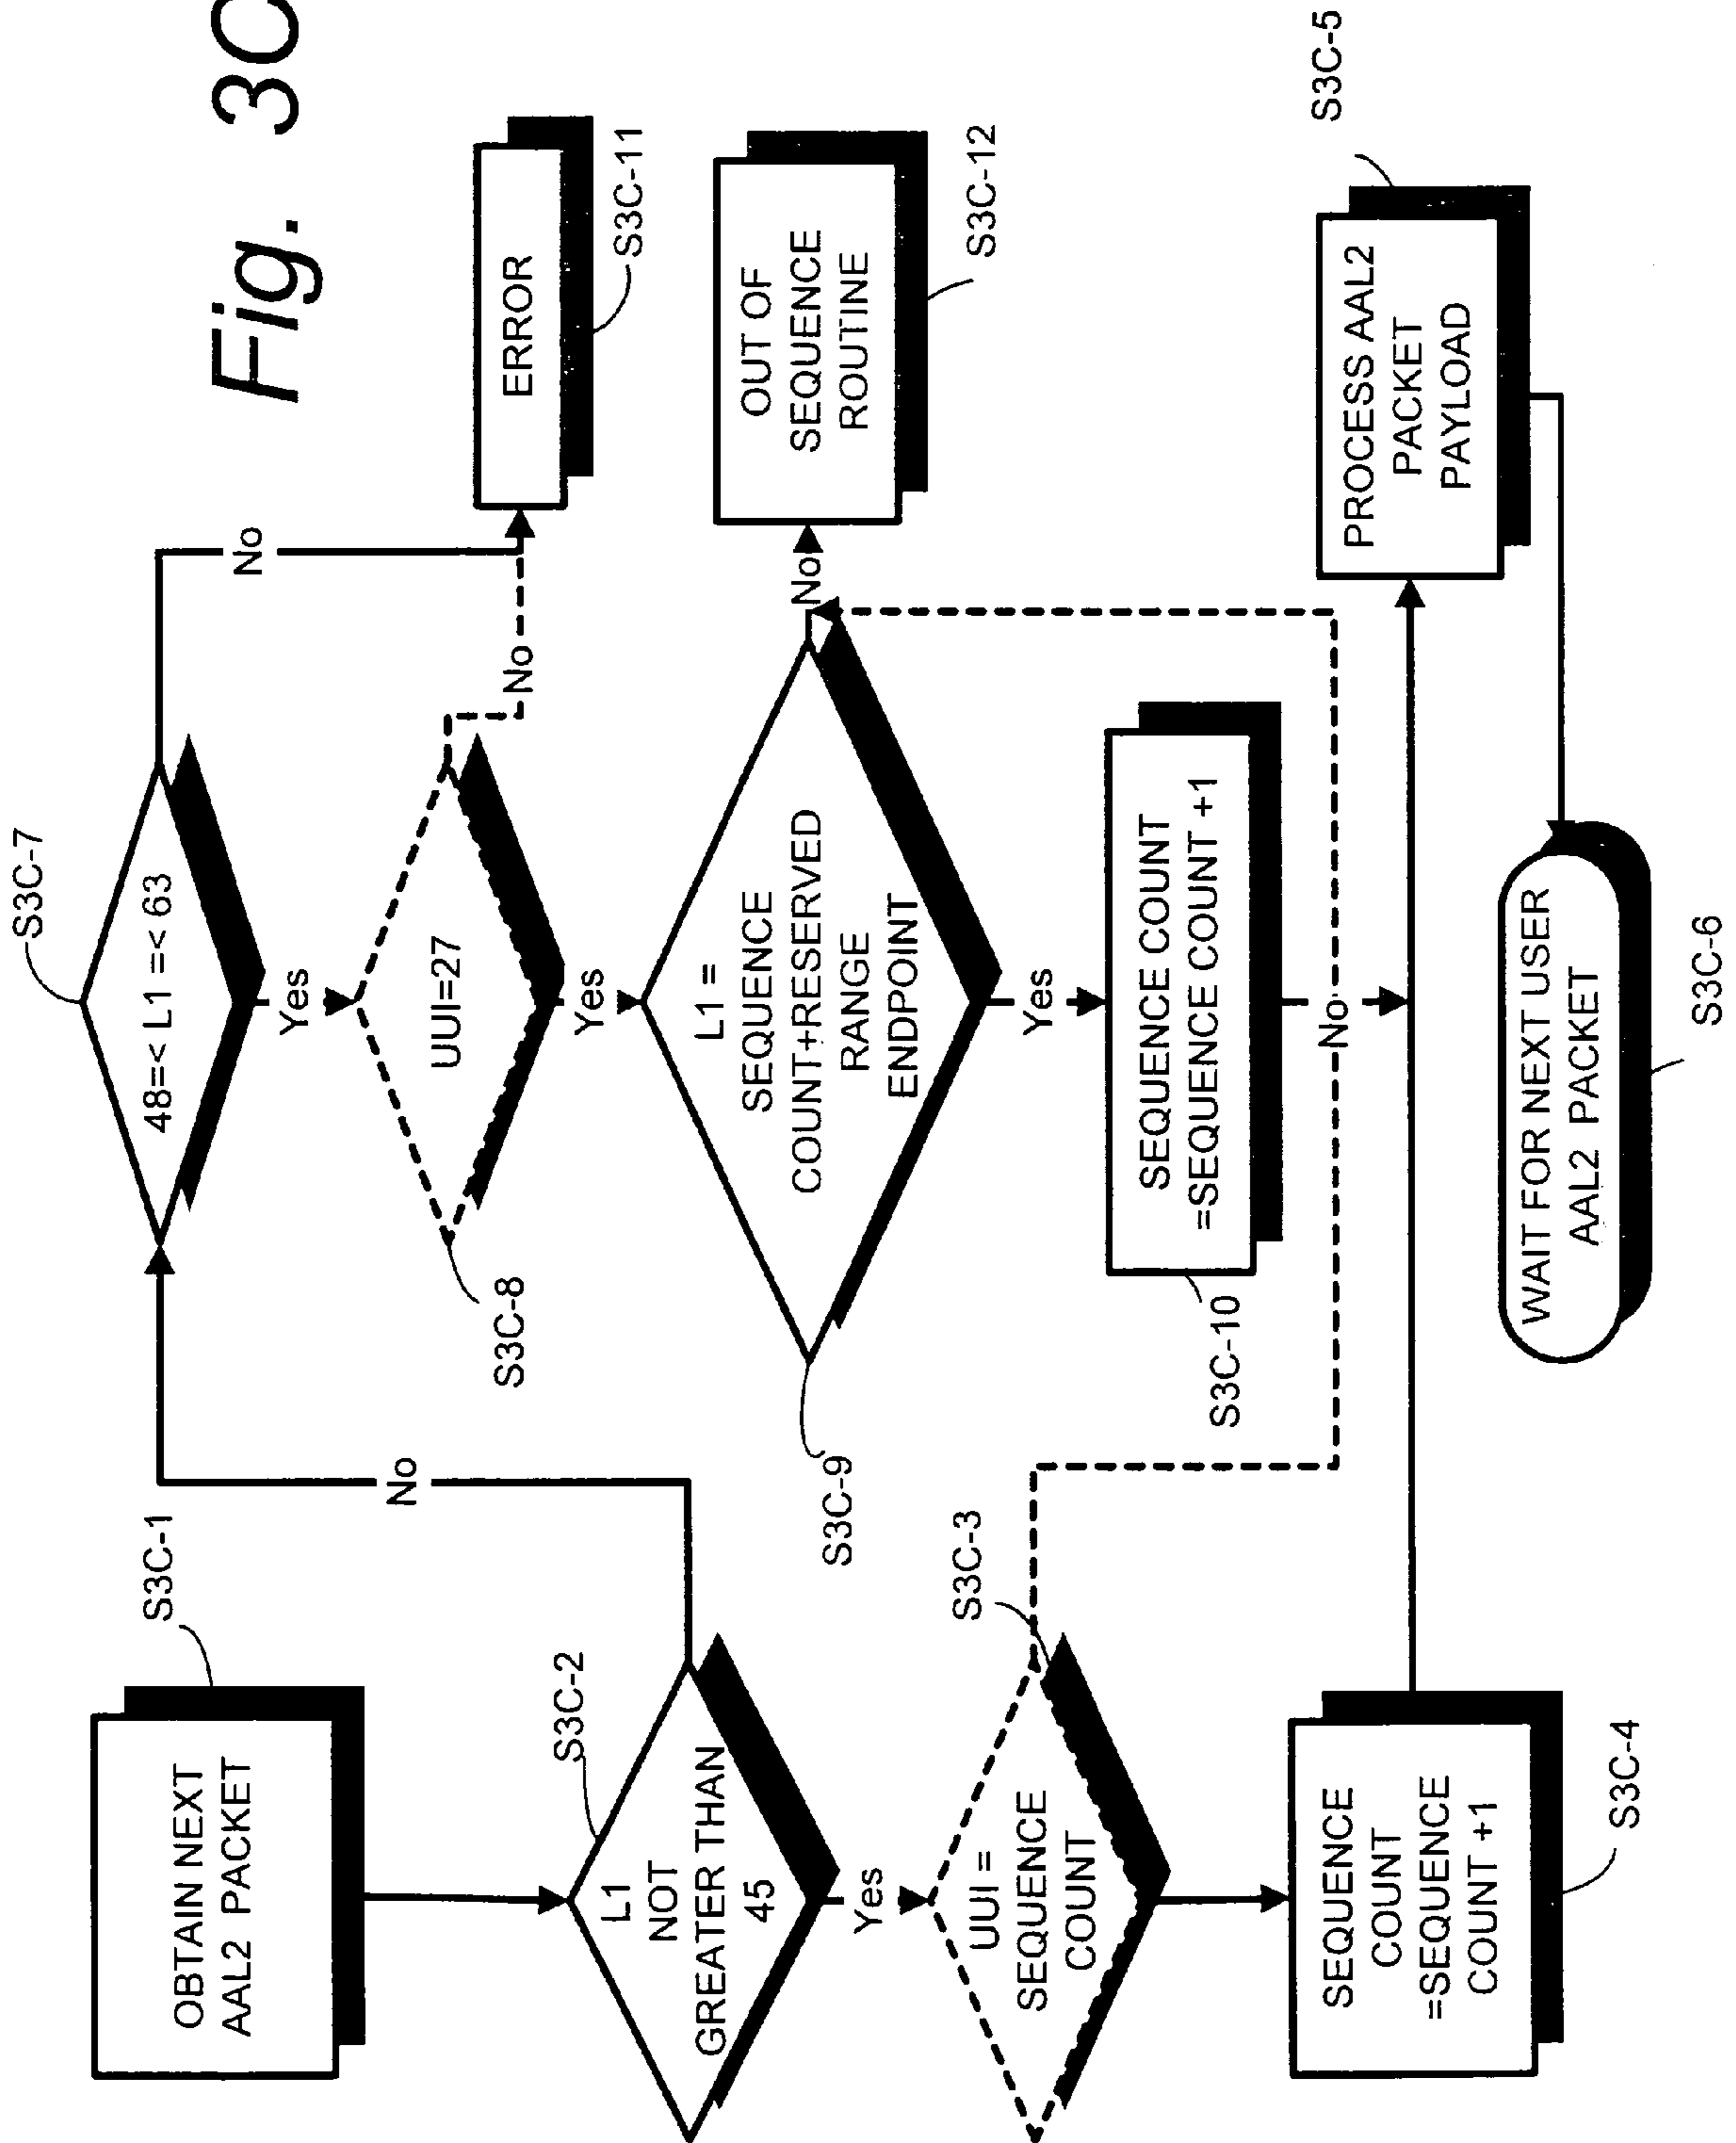 Fig. 3C
S3C-1
OBTAIN NEXT
AAL2 PACKET
S3C-2
L1
NOT
GREATER THAN
45
No
Yes
S3C-3
UUI =
SEQUENCE
COUNT
SEQUENCE
COUNT
=SEQUENCE
COUNT +1
S3C-4
S3C-7
48=< L1 =< 63
No
Yes
UUI=27
S3C-8
No
Yes
L1 =
SEQUENCE
COUNT+RESERVED
RANGE
ENDPOINT
S3C-9
No
Yes
SEQUENCE COUNT
=SEQUENCE COUNT +1
S3C-10
No
ERROR
S3C-11
OUT OF
SEQUENCE
ROUTINE
S3C-12
PROCESS AAL2
PACKET
PAYLOAD
S3C-5
WAIT FOR NEXT USER
AAL2 PACKET
S3C-6